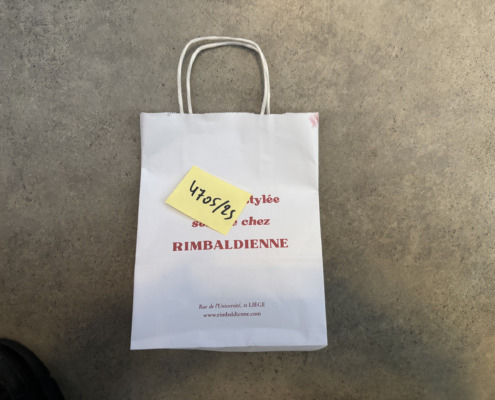 4705/25
stylée
chez
RIMBALDIENNE
Rue de l'Université, 11 LIÈGE
www.rimbaldienne.com